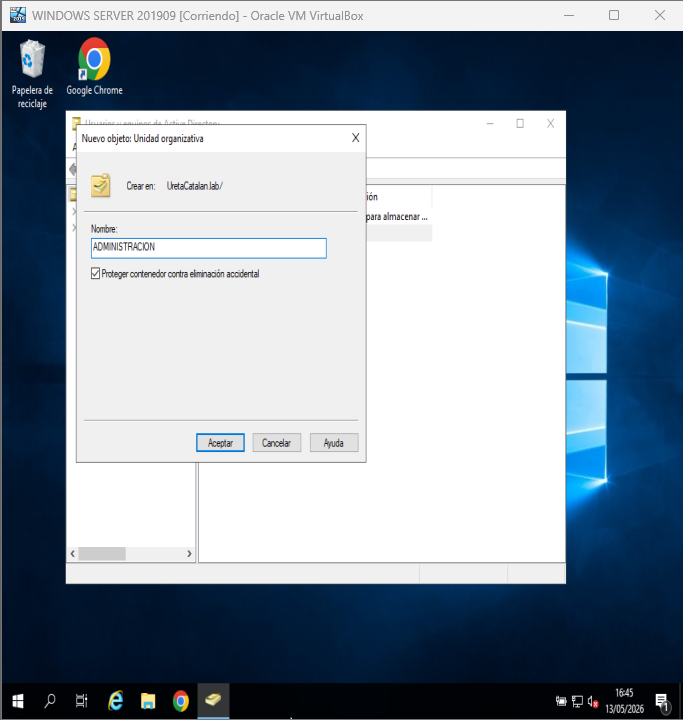 WINDOWS SERVER 201909 [Corriendo] - Oracle VM VirtualBox
Papelera de
reciclaje
Google Chrome
Usuarios y equipos de Active Directory
Nuevo objeto: Unidad organizativa
X
Crear en: UretaCatalan.lab/
ión
para almacenar ...
Nombre:
ADMINISTRACION
Proteger contenedor contra eliminación accidental
Aceptar
Cancelar
Ayuda
16:45
13/05/2026
1